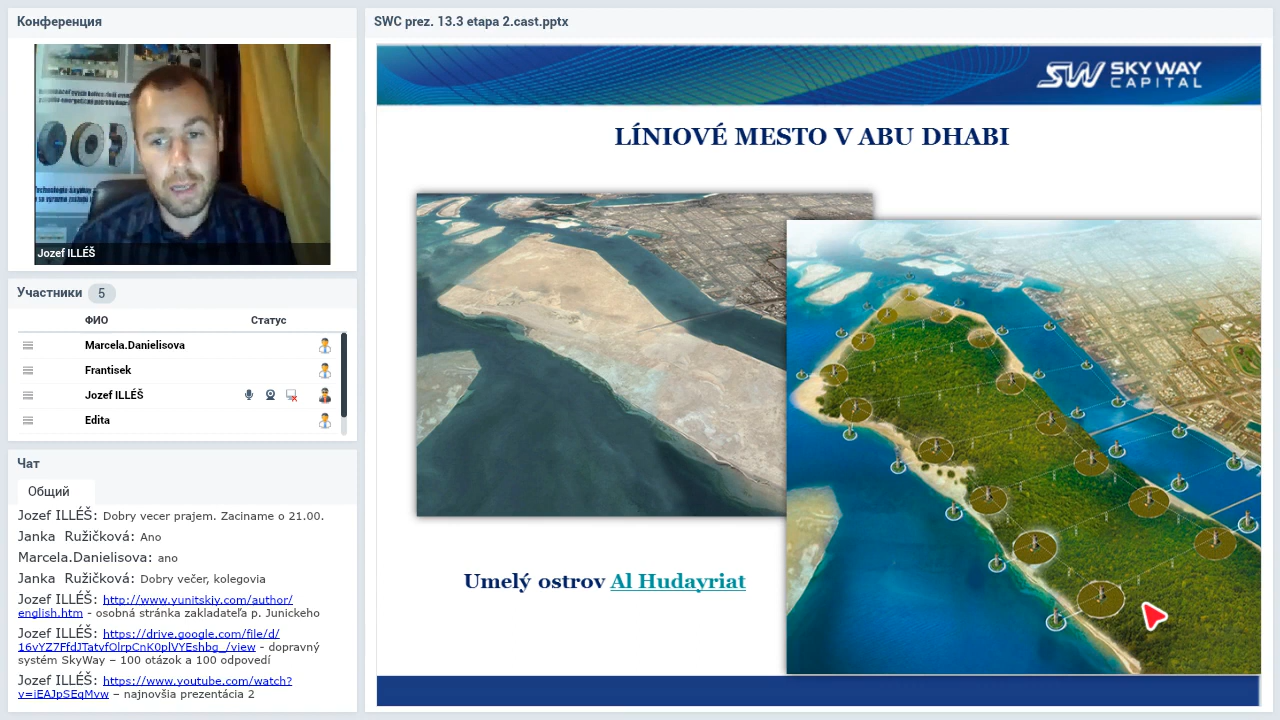 Конференция
Jozef ILLÉŠ
Участники 5
ФИО Статус
Marcela.Danielisova
Frantisek
Jozef ILLÉŠ
Edita
Чат
Общий
Jozef ILLÉŠ: Dobry vecer prajem. Zaciname o 21.00.
Janka Ružičková: Ano
Marcela.Danielisova: ano
Janka Ružičková: Dobry večer, kolegovia
Jozef ILLÉŠ: http://www.yunitskiy.com/author/
english.htm – osobná stránka zakladateľa p. Junickeho
Jozef ILLÉŠ: https://drive.google.com/file/d/
16vYZ7FfdJTatvfOlrpCnK0plVYEshbg_/view - dopravný
systém SkyWay – 100 otázok a 100 odpovedí
Jozef ILLÉŠ: https://www.youtube.com/watch?
v=iEAJpSEqMvw – najnovšia prezentácia 2
SWC prez. 13.3 etapa 2.cast.pptx
SW SKY WAY
CAPITAL
LÍNIOVÉ MESTO V ABU DHABI
Umelý ostrov Al Hudayriat